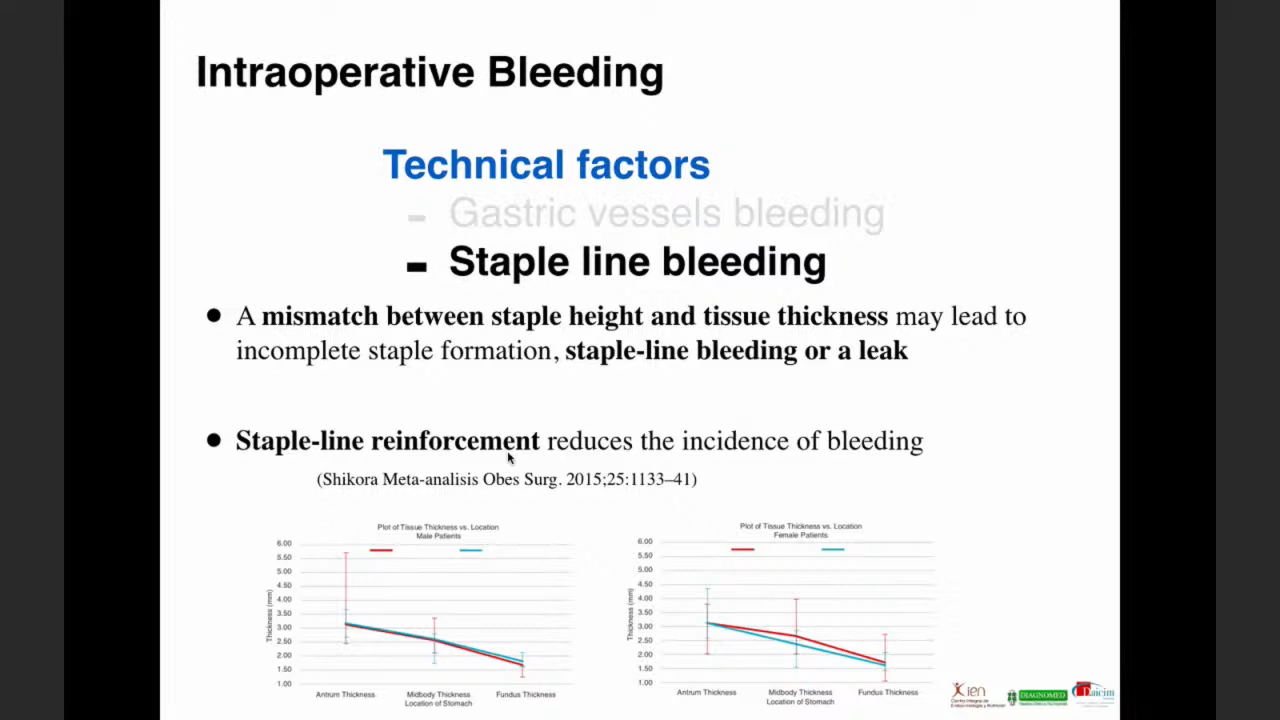 Intraoperative Bleeding
Technical factors
- Gastric vessels bleeding
- Staple line bleeding
• A mismatch between staple height and tissue thickness may lead to
incomplete staple formation, staple-line bleeding or a leak
• Staple-line reinforcement reduces the incidence of bleeding
(Shikora Meta-analisis Obes Surg. 2015;25:1133–41)
Plot of Tissue Thickness vs. Location
Male Patients
6.00
5.50
5.00
4.50
4.00
3.50
3.00
2.50
2.00
1.50
1.00
Thickness (mm)
Antrum Thickness Midbody Thickness Fundus Thickness
Location of Stomach
Plot of Tissue Thickness vs. Location
Female Patients
6.00
5.50
5.00
4.50
4.00
3.50
3.00
2.50
2.00
1.50
1.00
Thickness (mm)
Antrum Thickness Midbody Thickness Fundus Thickness
Location of Stomach
ien
DIAGNOMED